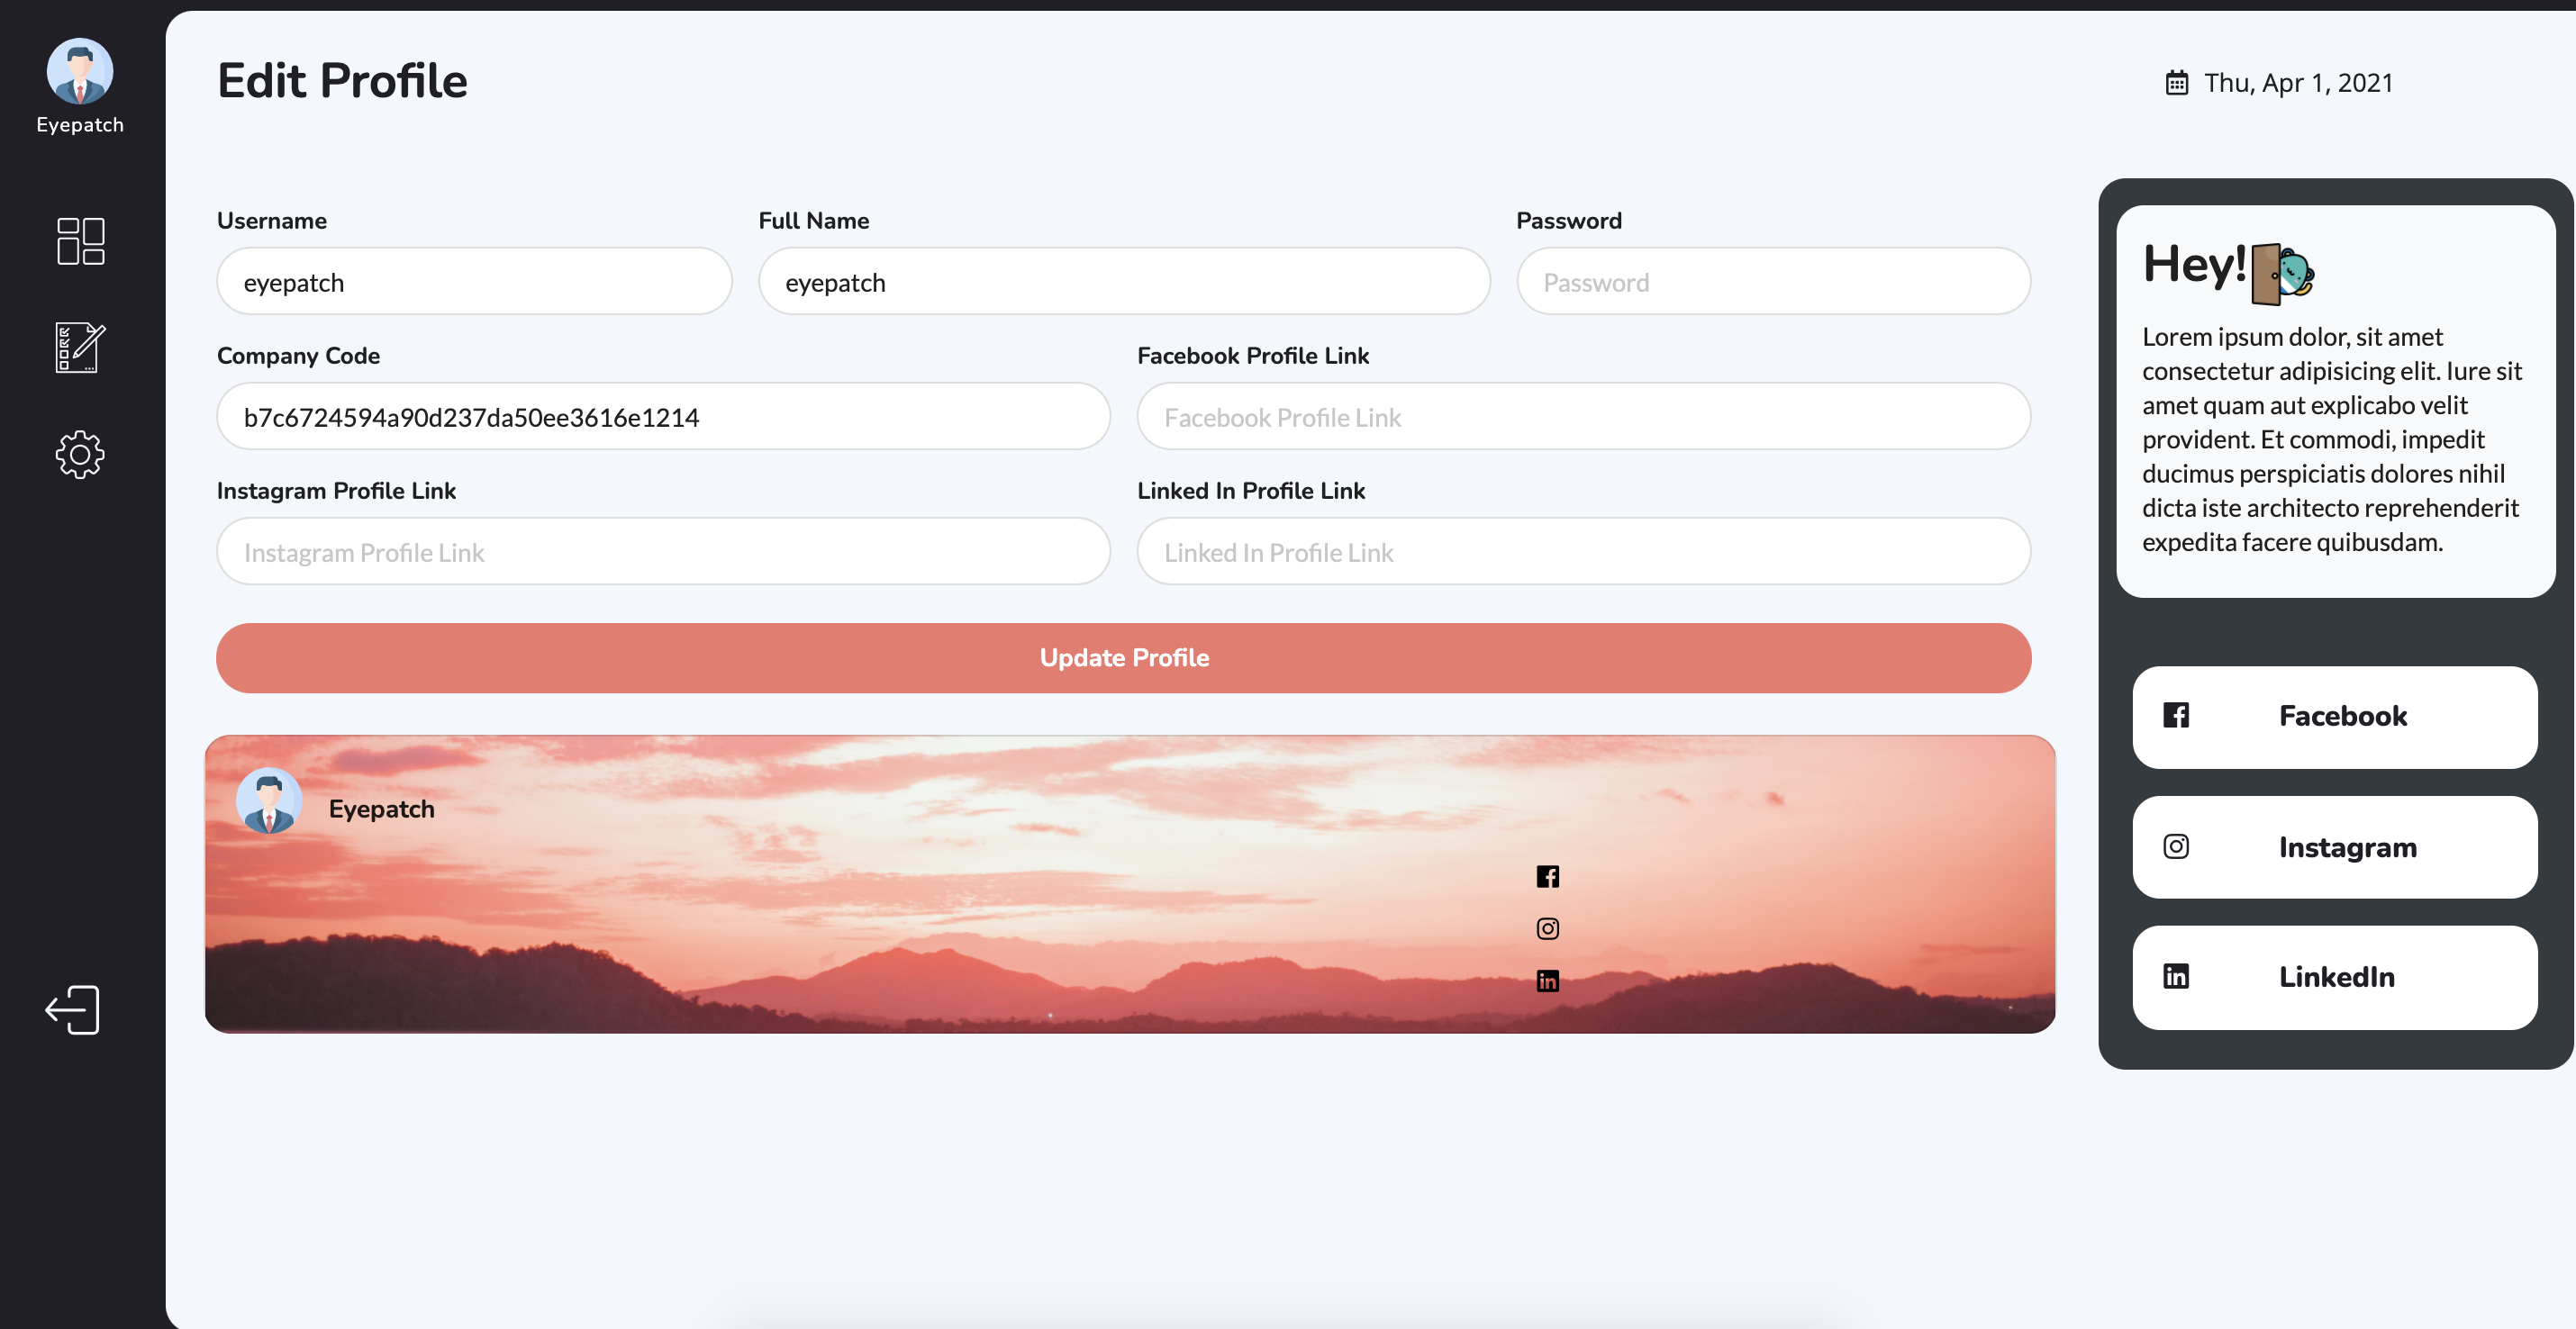 Eyepatch
Edit Profile
Thu, Apr 1, 2021
Username
Full Name
Password
eyepatch
eyepatch
Password
Company Code
Facebook Profile Link
b7c6724594a90d237da50ee3616e1214
Facebook Profile Link
Instagram Profile Link
Linked In Profile Link
Instagram Profile Link
Linked In Profile Link
Update Profile
Eyepatch
Hey!
Lorem ipsum dolor, sit amet
consectetur adipisicing elit. Iure sit
amet quam aut explicabo velit
provident. Et commodi, impedit
ducimus perspiciatis dolores nihil
dicta iste architecto reprehenderit
expedita facere quibusdam.
Facebook
Instagram
LinkedIn